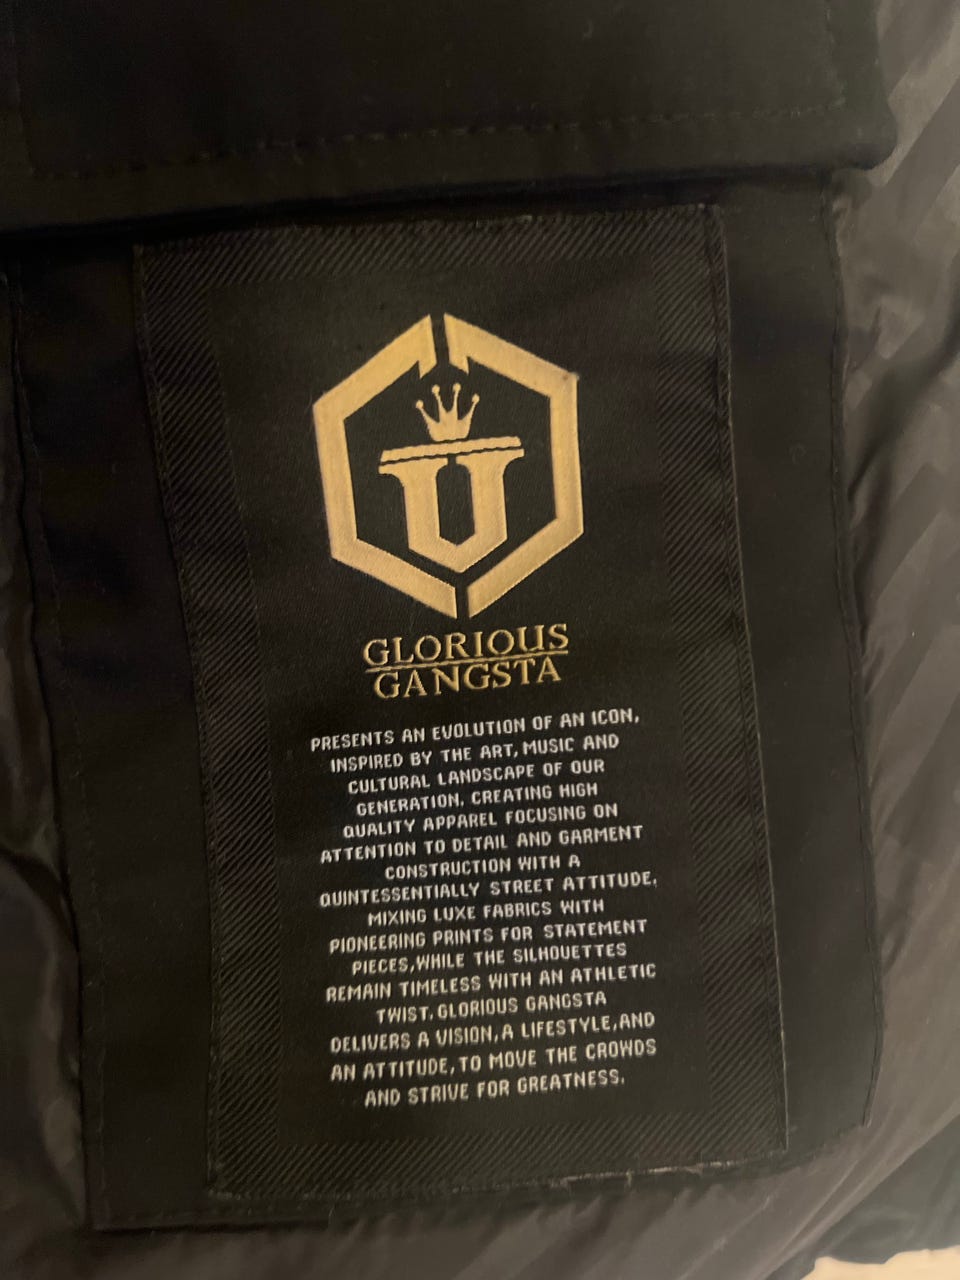 U
GLORIOUS
GANGSTA
PRESENTS AN EVOLUTION OF AN ICON,
INSPIRED BY THE ART, MUSIC AND
CULTURAL LANDSCAPE OF OUR
GENERATION, CREATING HIGH
QUALITY APPAREL FOCUSING ON
ATTENTION TO DETAIL AND GARMENT
CONSTRUCTION WITH A
QUINTESSENTIALLY STREET ATTITUDE.
MIXING LUXE FABRICS WITH
PIONEERING PRINTS FOR STATEMENT
PIECES,WHILE THE SILHOUETTES
REMAIN TIMELESS WITH AN ATHLETIC
TWIST, GLORIOUS GANGSTA
DELIVERS A VISION, A LIFESTYLE,AND
AN ATTITUDE, TO MOVE THE CROWDS
AND STRIVE FOR GREATNESS.